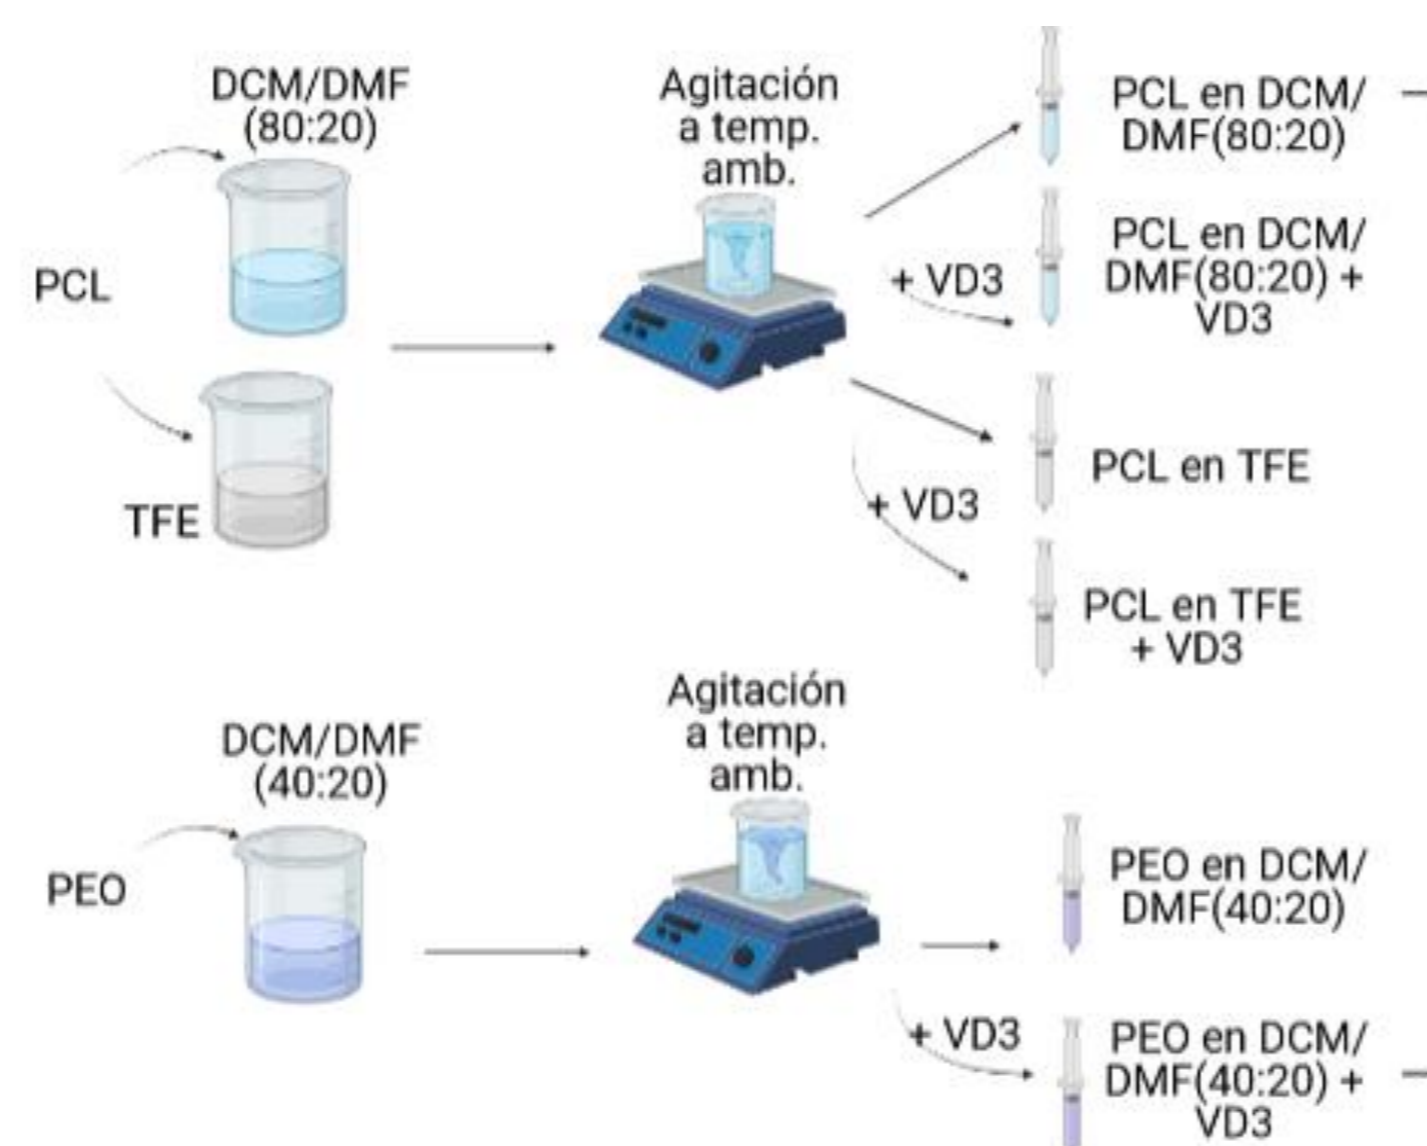 DCM/DMF
(80:20)
PCL
TFE
Agitación
a temp.
amb.
PCL en DCM/
DMF(80:20)
+ VD3
PCL en DCM/
DMF(80:20) +
VD3
PCL en TFE
+ VD3
PCL en TFE
+ VD3
DCM/DMF
(40:20)
PEO
Agitación
a temp.
amb.
PEO en DCM/
DMF(40:20)
+ VD3
PEO en DCM/
DMF(40:20) +
VD3